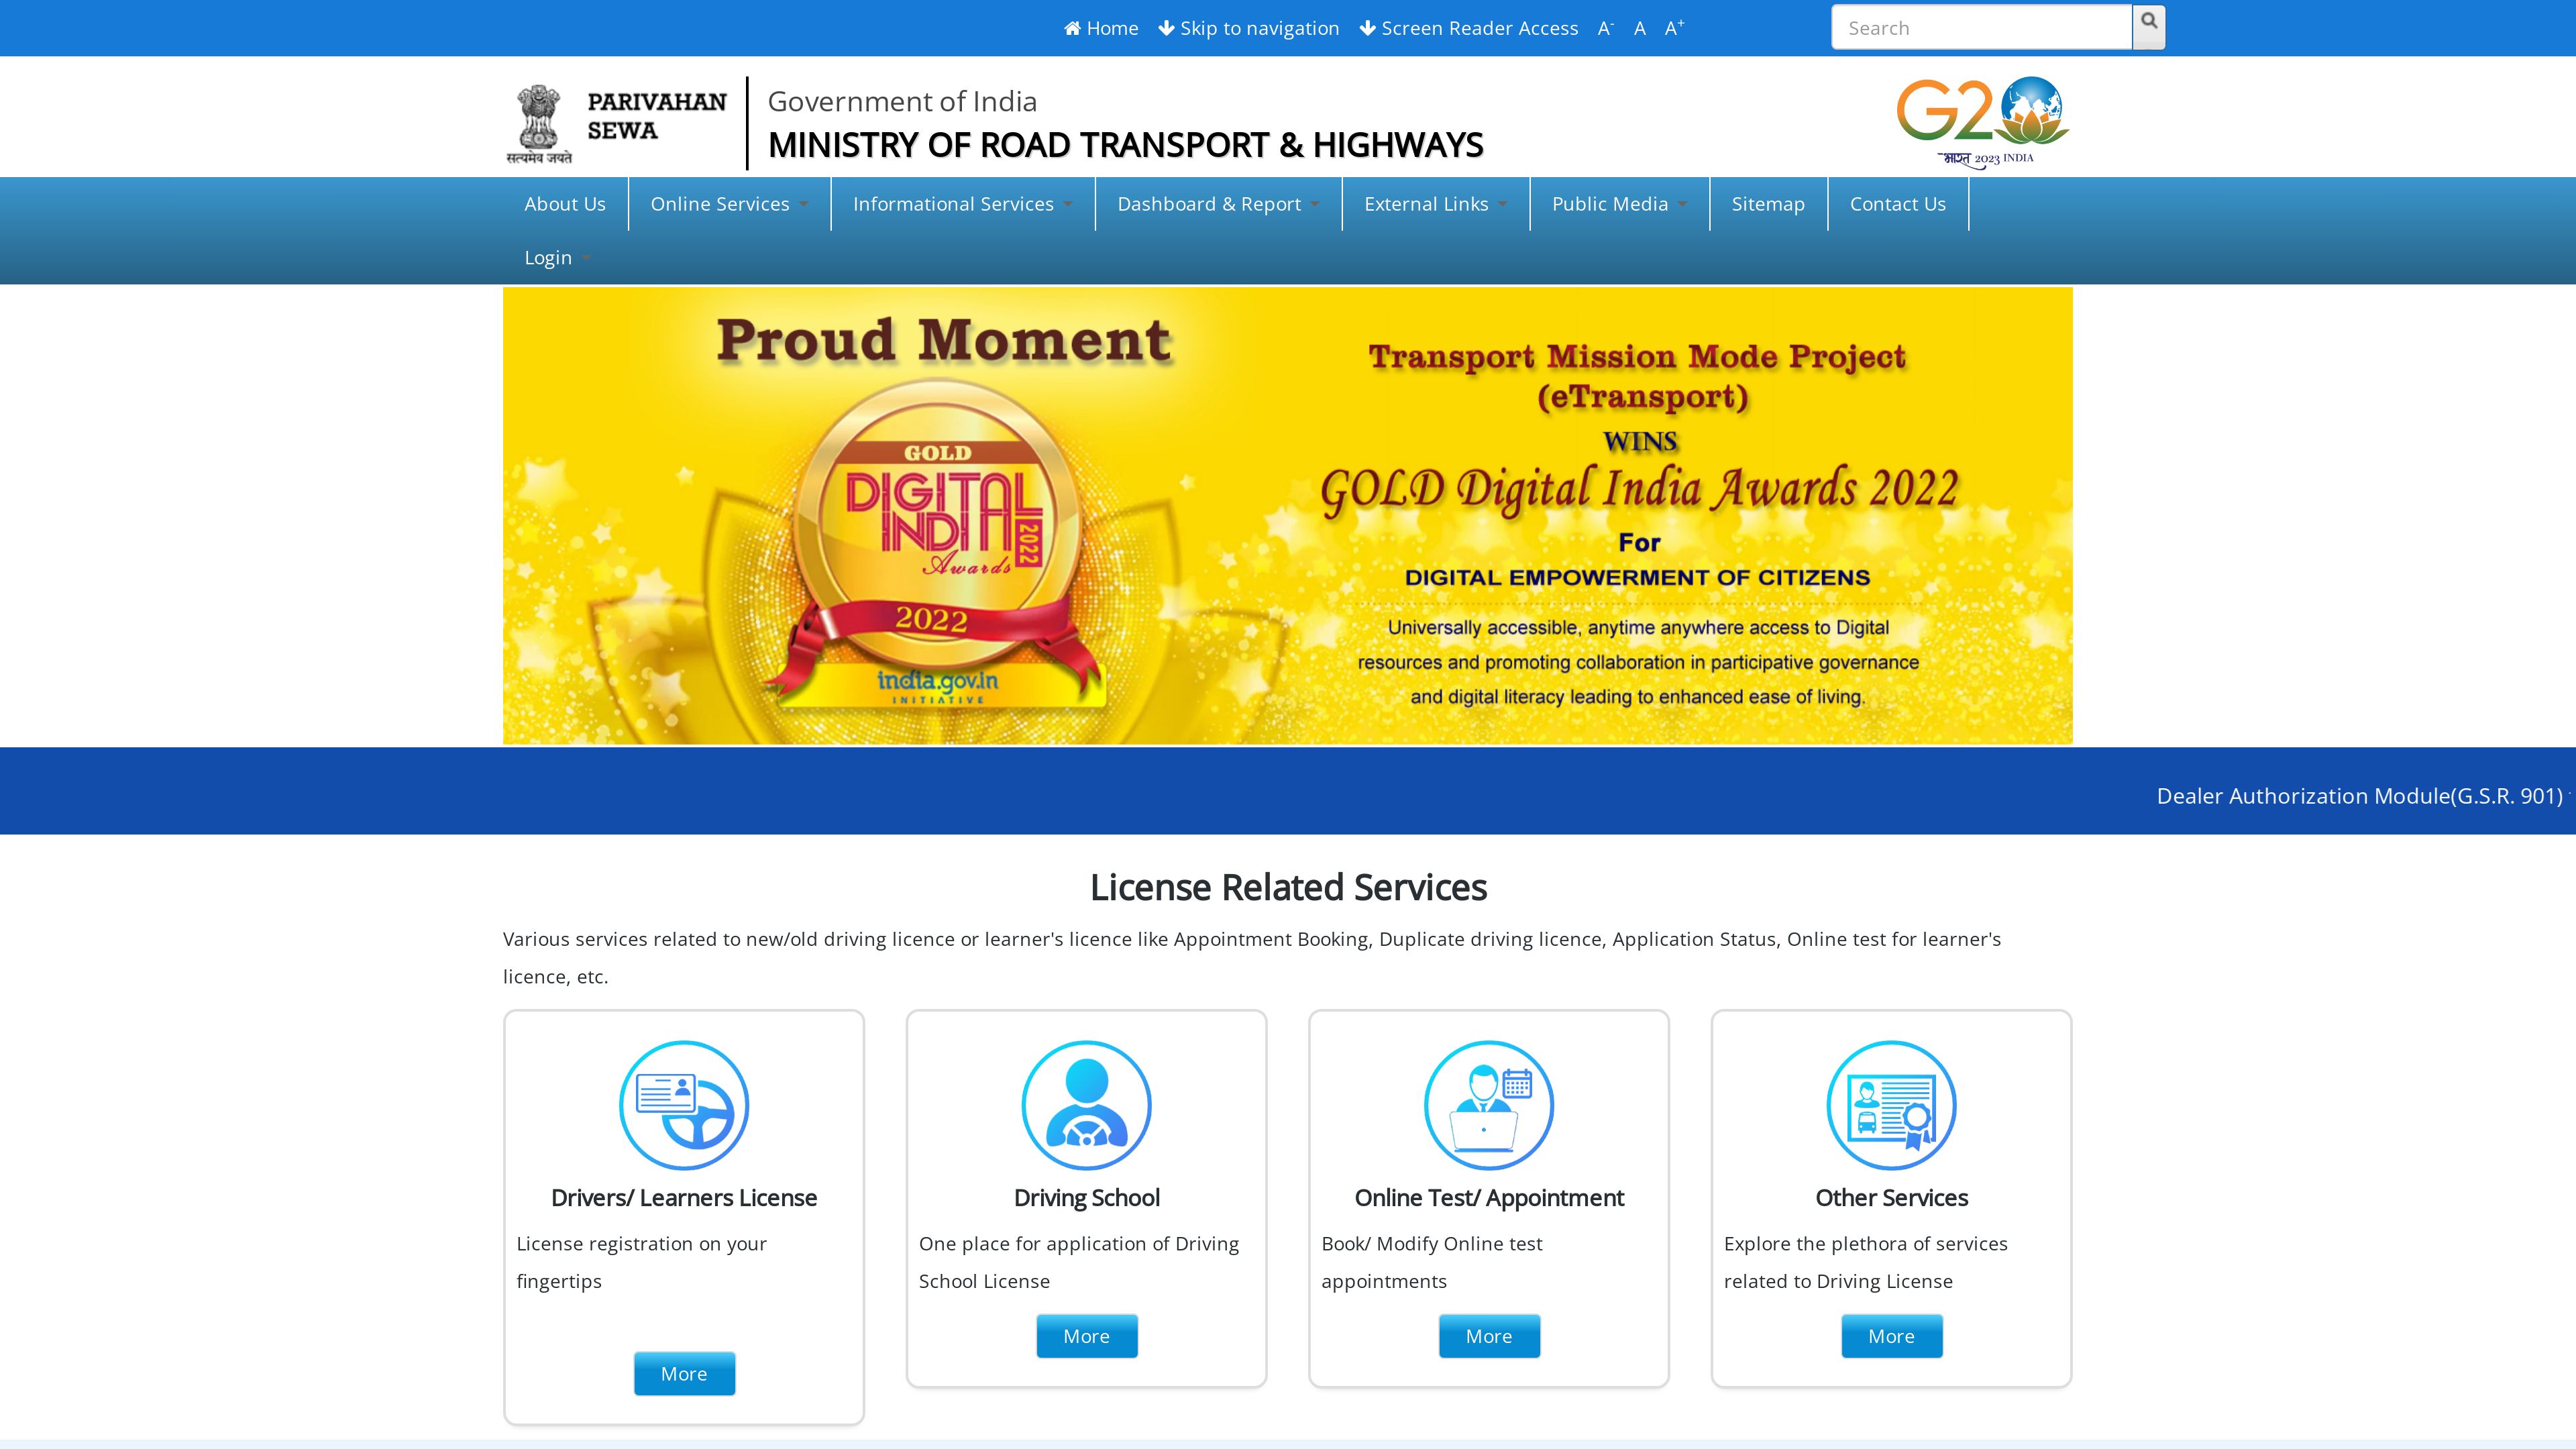 Home Skip to navigation Screen Reader Access A- A A+ Search
सत्यमेव जयते
PARIVAHAN
SEWA
Government of India
MINISTRY OF ROAD TRANSPORT & HIGHWAYS
G20
भारत 2023 INDIA
About Us Online Services Informational Services Dashboard & Report External Links Public Media Sitemap Contact Us
Login
Proud Moment
GOLD
DIGITAL
INDIA
2022
Awards
2022
india.gov.in
INITIATIVE
Transport Mission Mode Project
(eTransport)
WINS
GOLD Digital India Awards 2022
For
DIGITAL EMPOWERMENT OF CITIZENS
Universally accessible, anytime anywhere access to Digital
resources and promoting collaboration in participative governance
and digital literacy leading to enhanced ease of living.
Dealer Authorization Module(G.S.R. 901)
License Related Services
Various services related to new/old driving licence or learner's licence like Appointment Booking, Duplicate driving licence, Application Status, Online test for learner's
licence, etc.
Drivers/ Learners License
License registration on your
fingertips
More
Driving School
One place for application of Driving
School License
More
Online Test/ Appointment
Book/ Modify Online test
appointments
More
Other Services
Explore the plethora of services
related to Driving License
More